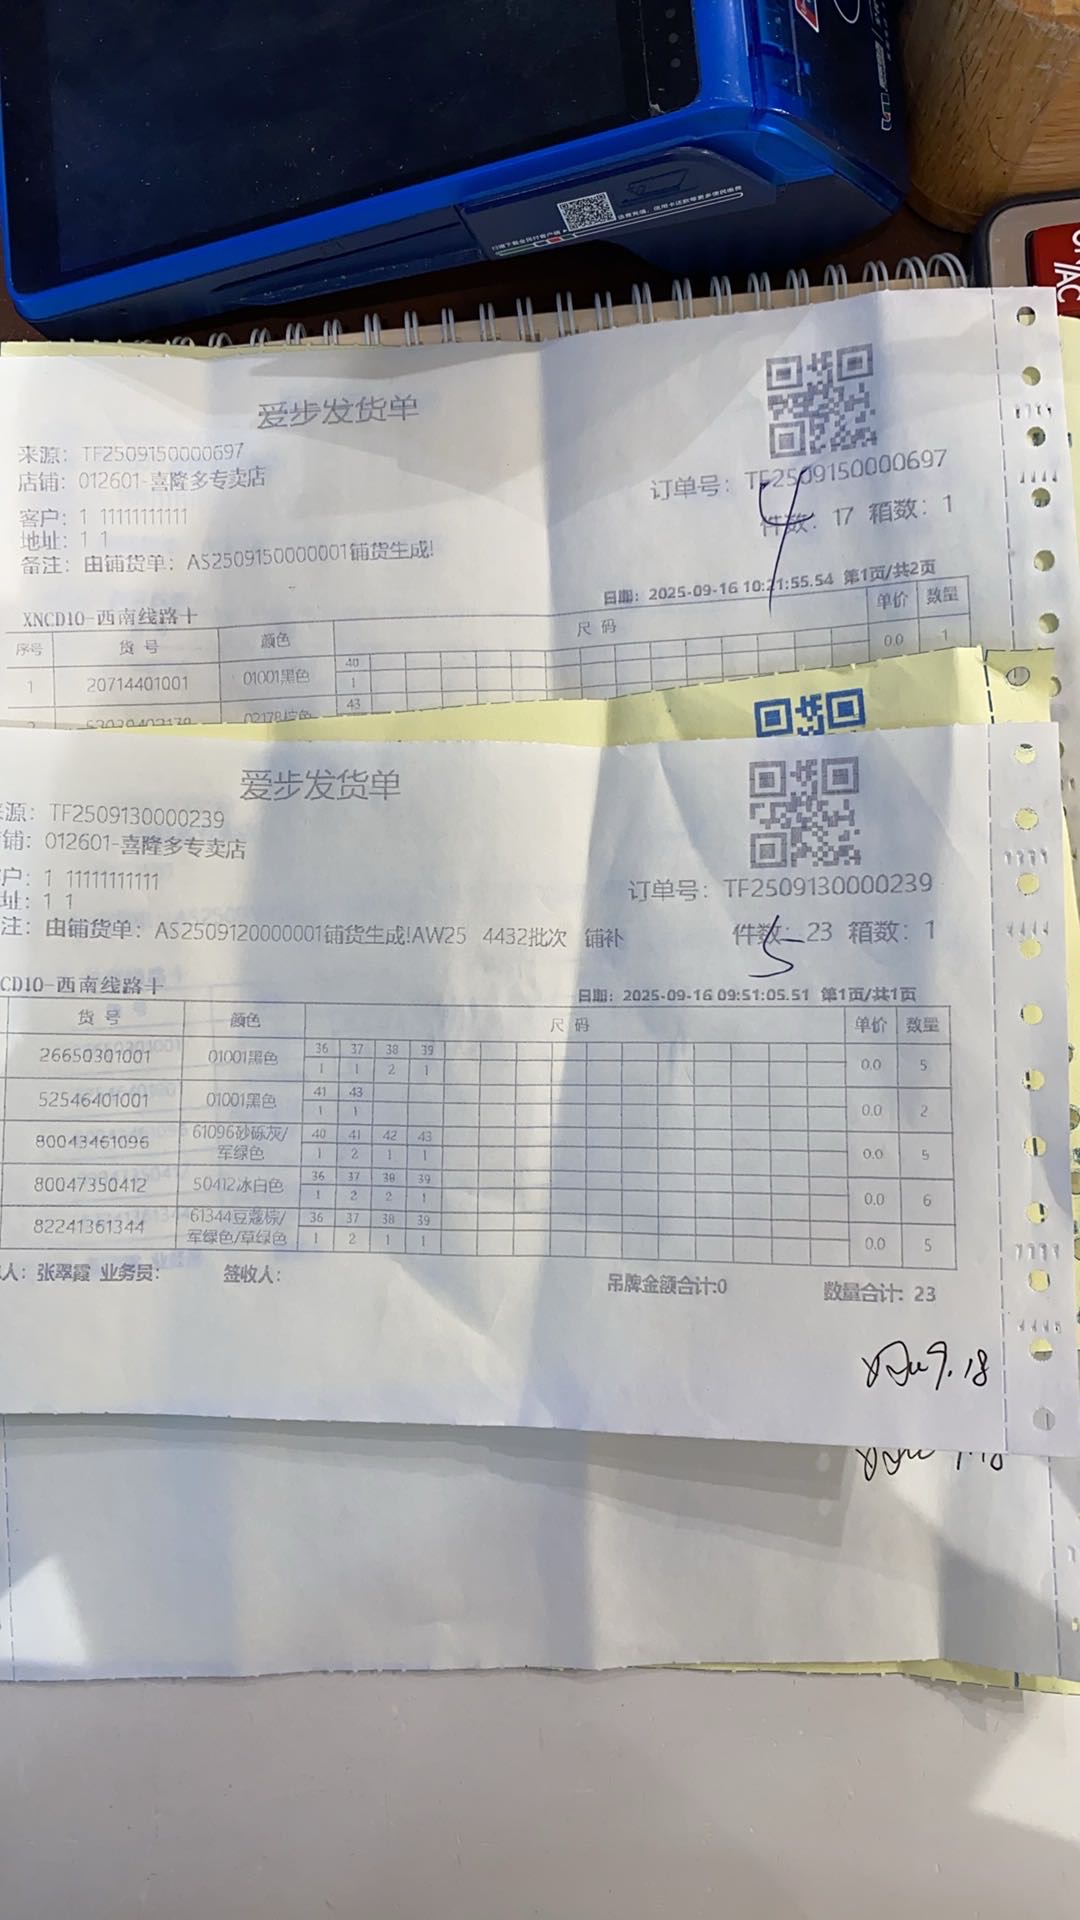 爱步发货单
来源：TF2509150000697
店铺：012601-喜隆多专卖店
订单号：TF2509150000697
客户：1 11111111111
件数：17 箱数：1
4
地址：1 1
备注：由铺货单：AS2509150000001铺货生成!
日期：2025-09-16 10:21:55.54 第1页/共2页
XNCD10-西南线路十
序号 货号 颜色 尺码 单价 数量
1 20714401001 01001黑色 40 0.0 1
1
2 43
爱步发货单
源：TF2509130000239
铺：012601-喜隆多专卖店
户：1 11111111111
订单号：TF2509130000239
址：1 1
注：由铺货单：AS2509120000001铺货生成!AW25 4432批次 铺补
件数：23 箱数：1
5
CD10-西南线路十
日期：2025-09-16 09:51:05.51 第1页/共1页
货号 颜色 尺码 单价 数量
26650301001 01001黑色 36 37 38 39 0.0 5
1 1 2 1
52546401001 01001黑色 41 43 0.0 2
1 1
80043461096 61096砂砾灰/军绿色 40 41 42 43 0.0 5
1 2 1 1
80047350412 50412冰白色 36 37 38 39 0.0 6
1 2 2 1
82241361344 61344豆蔻棕/军绿色/草绿色 36 37 38 39 0.0 5
1 2 1 1
人：张翠霞 业务员： 签收人： 吊牌金额合计:0 数量合计：23
9.18